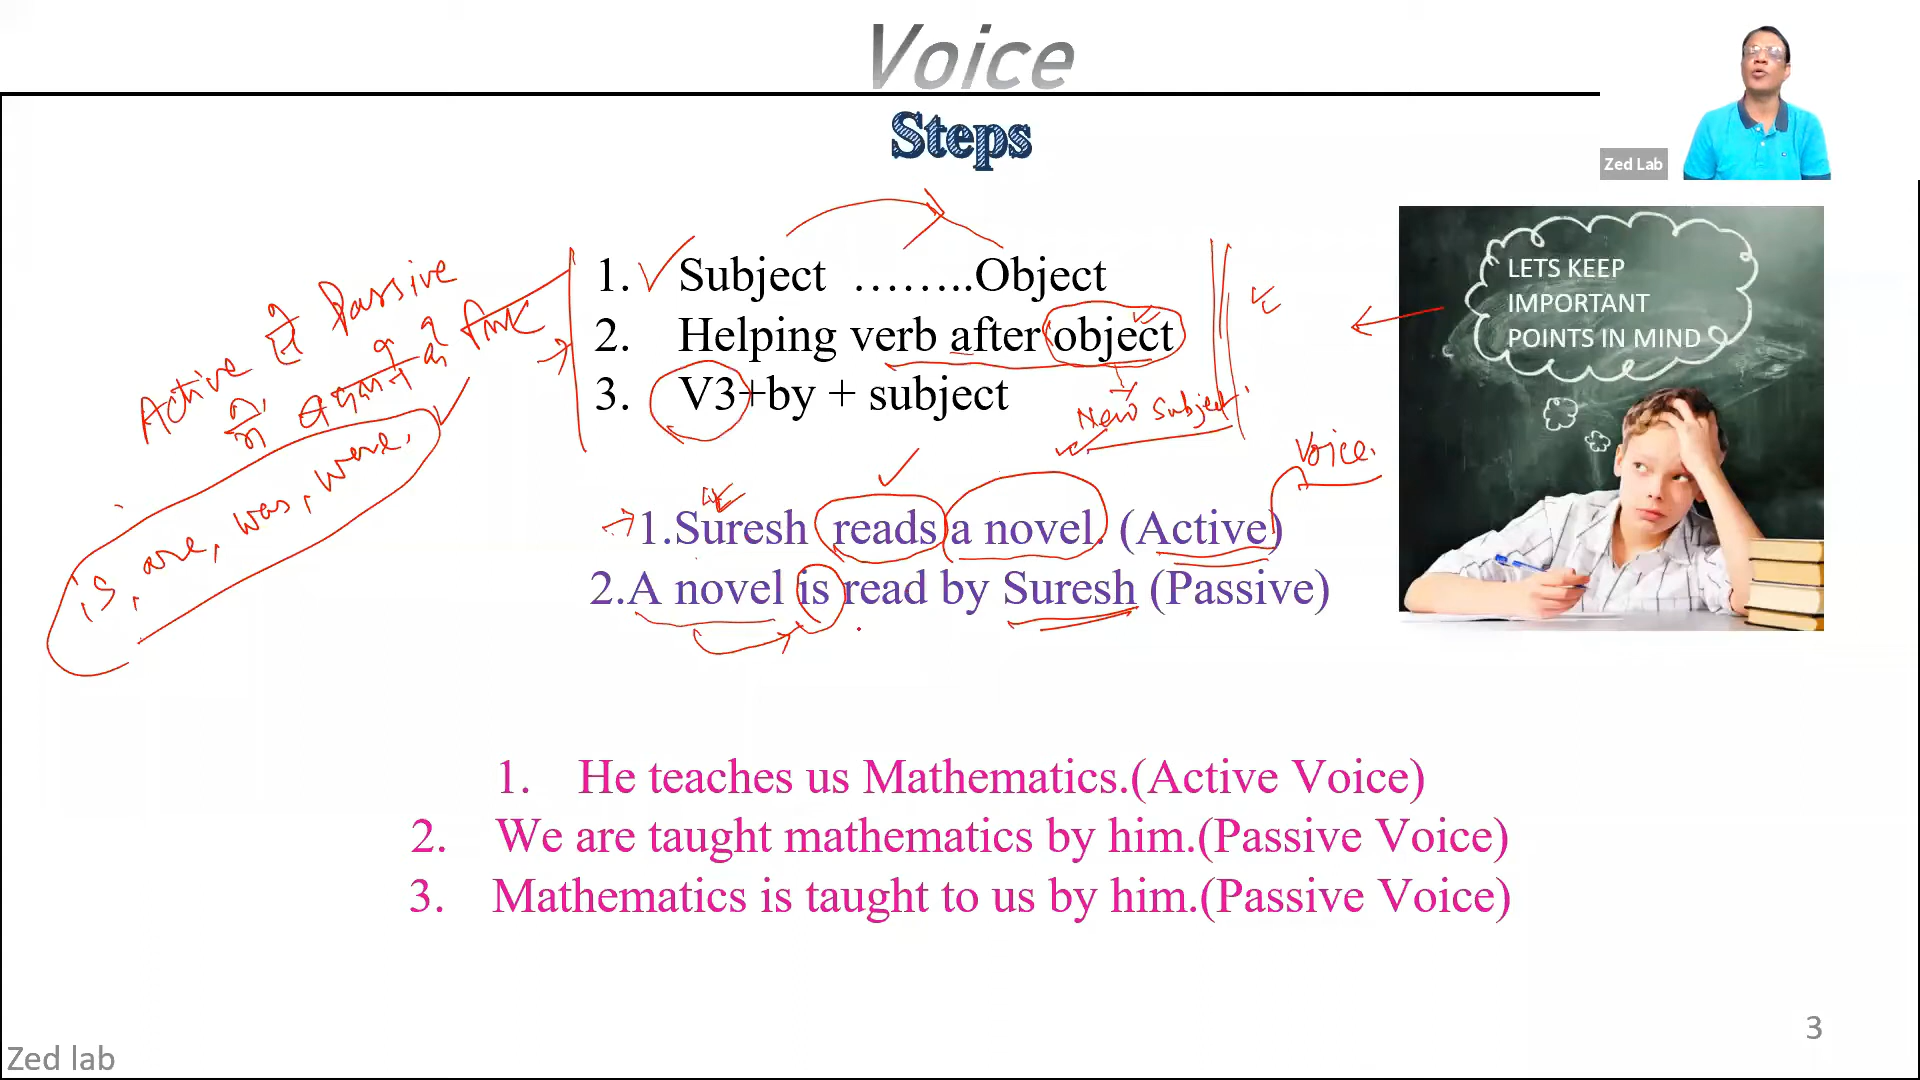 Voice
Steps
Zed Lab
1. Subject ……..Object
2. Helping verb after object
3. V3+by + subject
New Subject
LETS KEEP
IMPORTANT
POINTS IN MIND
Active से Passive
में बनाने के लिए
is, are, was, were.
Voice.
1.Suresh reads a novel. (Active)
2.A novel is read by Suresh (Passive)
1. He teaches us Mathematics.(Active Voice)
2. We are taught mathematics by him.(Passive Voice)
3. Mathematics is taught to us by him.(Passive Voice)
3
Zed lab